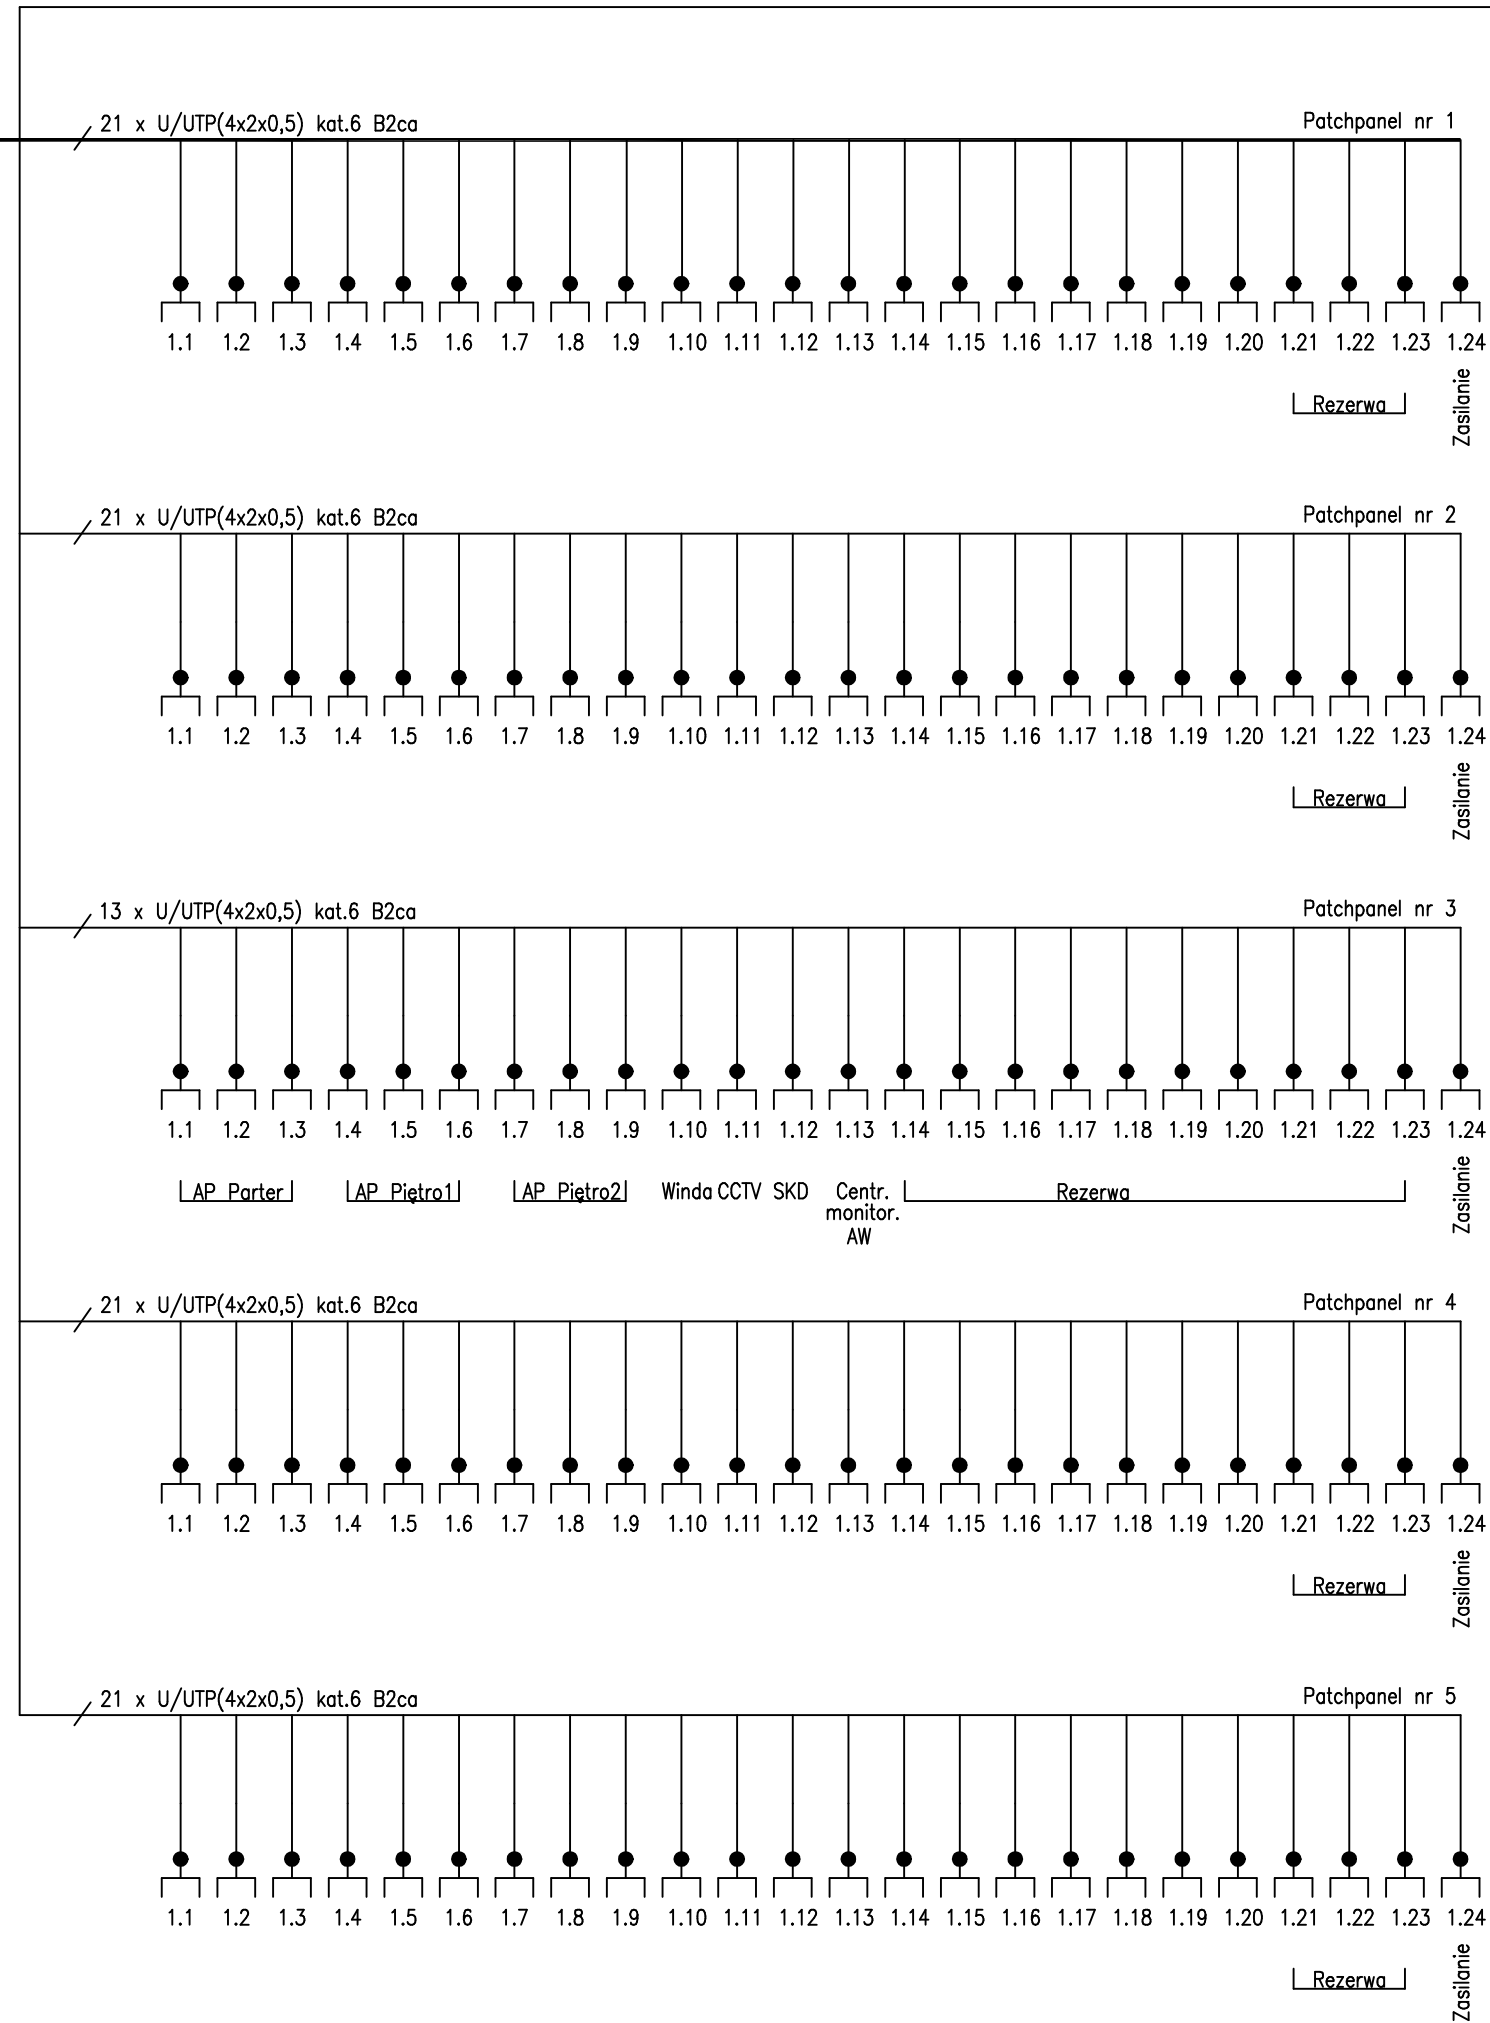 21 x U/UTP(4x2x0,5) kat.6 B2ca Patchpanel nr 1
1.1 1.2 1.3 1.4 1.5 1.6 1.7 1.8 1.9 1.10 1.11 1.12 1.13 1.14 1.15 1.16 1.17 1.18 1.19 1.20 1.21 1.22 1.23 1.24
Rezerwa
Zasilanie
21 x U/UTP(4x2x0,5) kat.6 B2ca Patchpanel nr 2
1.1 1.2 1.3 1.4 1.5 1.6 1.7 1.8 1.9 1.10 1.11 1.12 1.13 1.14 1.15 1.16 1.17 1.18 1.19 1.20 1.21 1.22 1.23 1.24
Rezerwa
Zasilanie
13 x U/UTP(4x2x0,5) kat.6 B2ca Patchpanel nr 3
1.1 1.2 1.3 1.4 1.5 1.6 1.7 1.8 1.9 1.10 1.11 1.12 1.13 1.14 1.15 1.16 1.17 1.18 1.19 1.20 1.21 1.22 1.23 1.24
AP Parter AP Piętro1 AP Piętro2 Winda CCTV SKD Centr. Rezerwa
monitor.
AW
Zasilanie
21 x U/UTP(4x2x0,5) kat.6 B2ca Patchpanel nr 4
1.1 1.2 1.3 1.4 1.5 1.6 1.7 1.8 1.9 1.10 1.11 1.12 1.13 1.14 1.15 1.16 1.17 1.18 1.19 1.20 1.21 1.22 1.23 1.24
Rezerwa
Zasilanie
21 x U/UTP(4x2x0,5) kat.6 B2ca Patchpanel nr 5
1.1 1.2 1.3 1.4 1.5 1.6 1.7 1.8 1.9 1.10 1.11 1.12 1.13 1.14 1.15 1.16 1.17 1.18 1.19 1.20 1.21 1.22 1.23 1.24
Rezerwa
Zasilanie